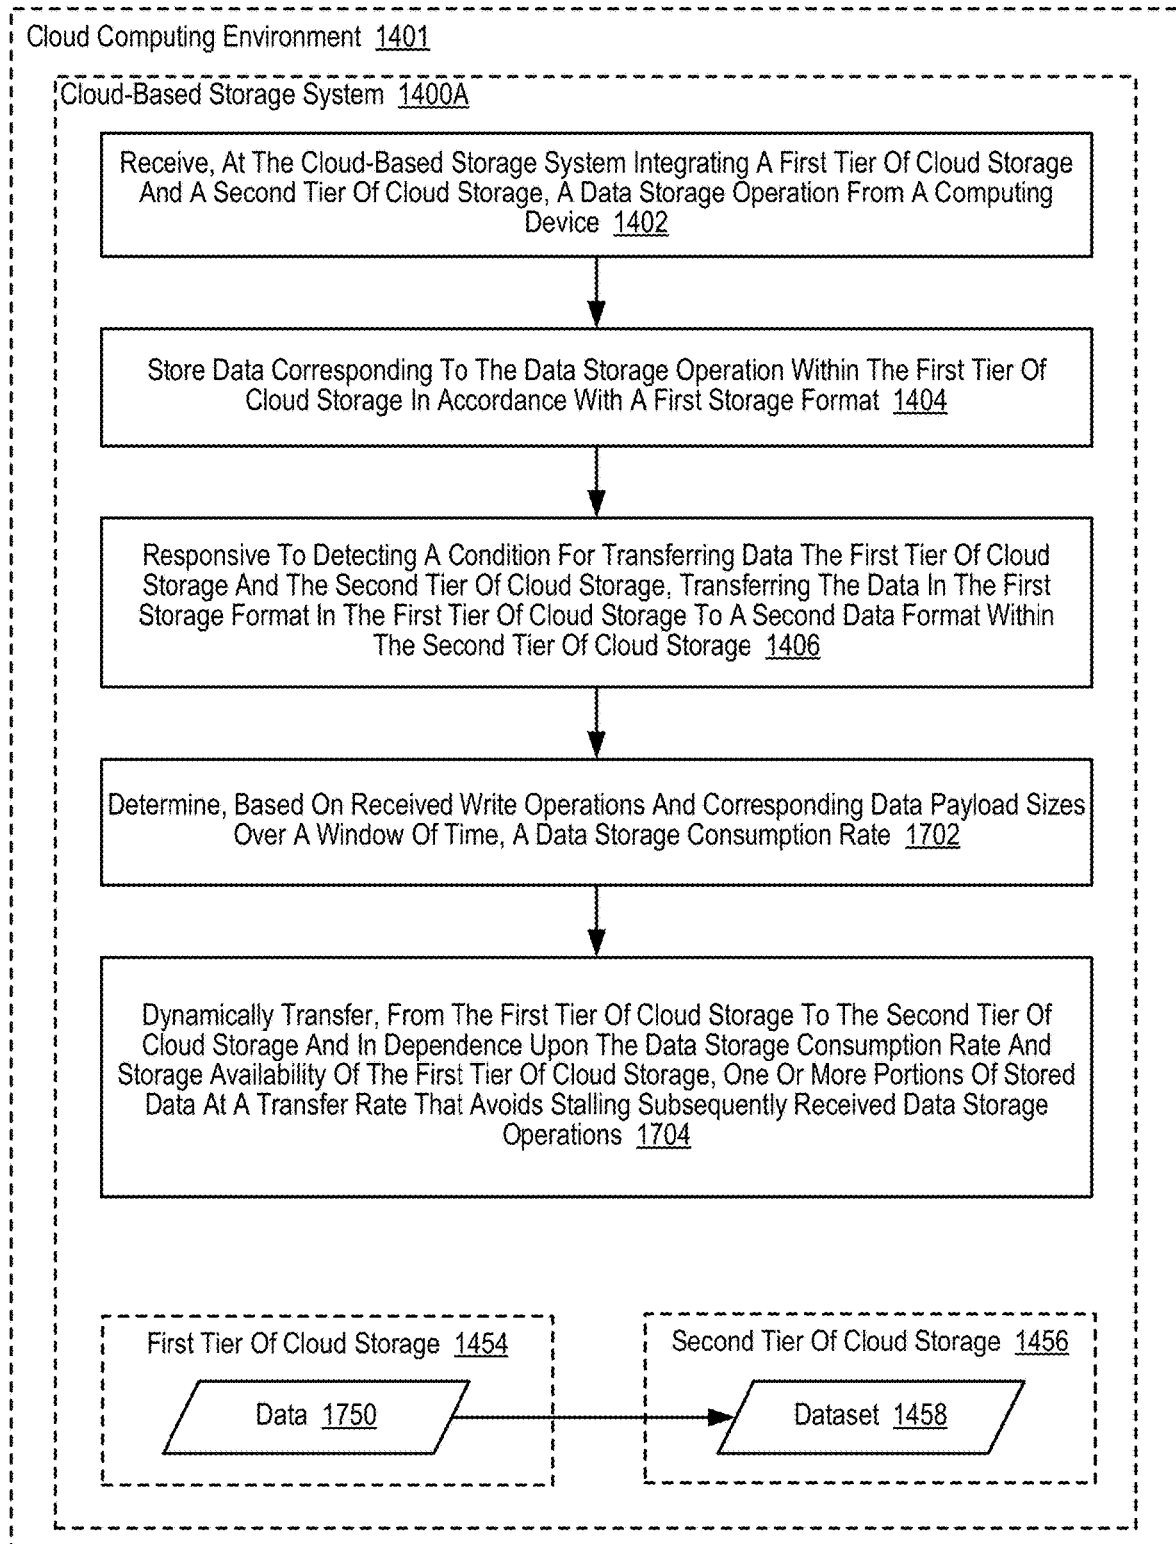 Cloud Computing Environment 1401
Cloud-Based Storage System 1400A
Receive, At The Cloud-Based Storage System Integrating A First Tier Of Cloud Storage
And A Second Tier Of Cloud Storage, A Data Storage Operation From A Computing
Device 1402
Store Data Corresponding To The Data Storage Operation Within The First Tier Of
Cloud Storage In Accordance With A First Storage Format 1404
Responsive To Detecting A Condition For Transferring Data The First Tier Of Cloud
Storage And The Second Tier Of Cloud Storage, Transferring The Data In The First
Storage Format In The First Tier Of Cloud Storage To A Second Data Format Within
The Second Tier Of Cloud Storage 1406
Determine, Based On Received Write Operations And Corresponding Data Payload Sizes
Over A Window Of Time, A Data Storage Consumption Rate 1702
Dynamically Transfer, From The First Tier Of Cloud Storage To The Second Tier Of
Cloud Storage And In Dependence Upon The Data Storage Consumption Rate And
Storage Availability Of The First Tier Of Cloud Storage, One Or More Portions Of Stored
Data At A Transfer Rate That Avoids Stalling Subsequently Received Data Storage
Operations 1704
First Tier Of Cloud Storage 1454
Data 1750
Second Tier Of Cloud Storage 1456
Dataset 1458